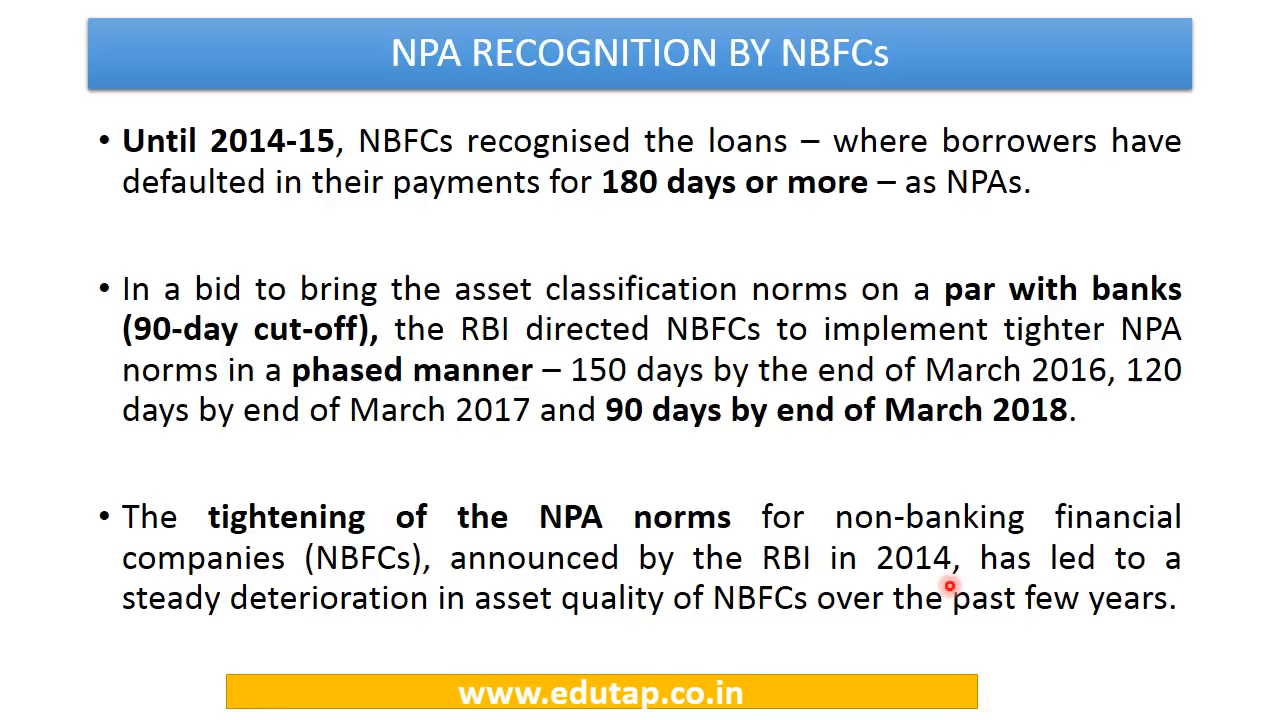 NPA RECOGNITION BY NBFCs
• Until 2014-15, NBFCs recognised the loans – where borrowers have
defaulted in their payments for 180 days or more – as NPAs.
• In a bid to bring the asset classification norms on a par with banks
(90-day cut-off), the RBI directed NBFCs to implement tighter NPA
norms in a phased manner – 150 days by the end of March 2016, 120
days by end of March 2017 and 90 days by end of March 2018.
• The tightening of the NPA norms for non-banking financial
companies (NBFCs), announced by the RBI in 2014, has led to a
steady deterioration in asset quality of NBFCs over the past few years.
www.edutap.co.in